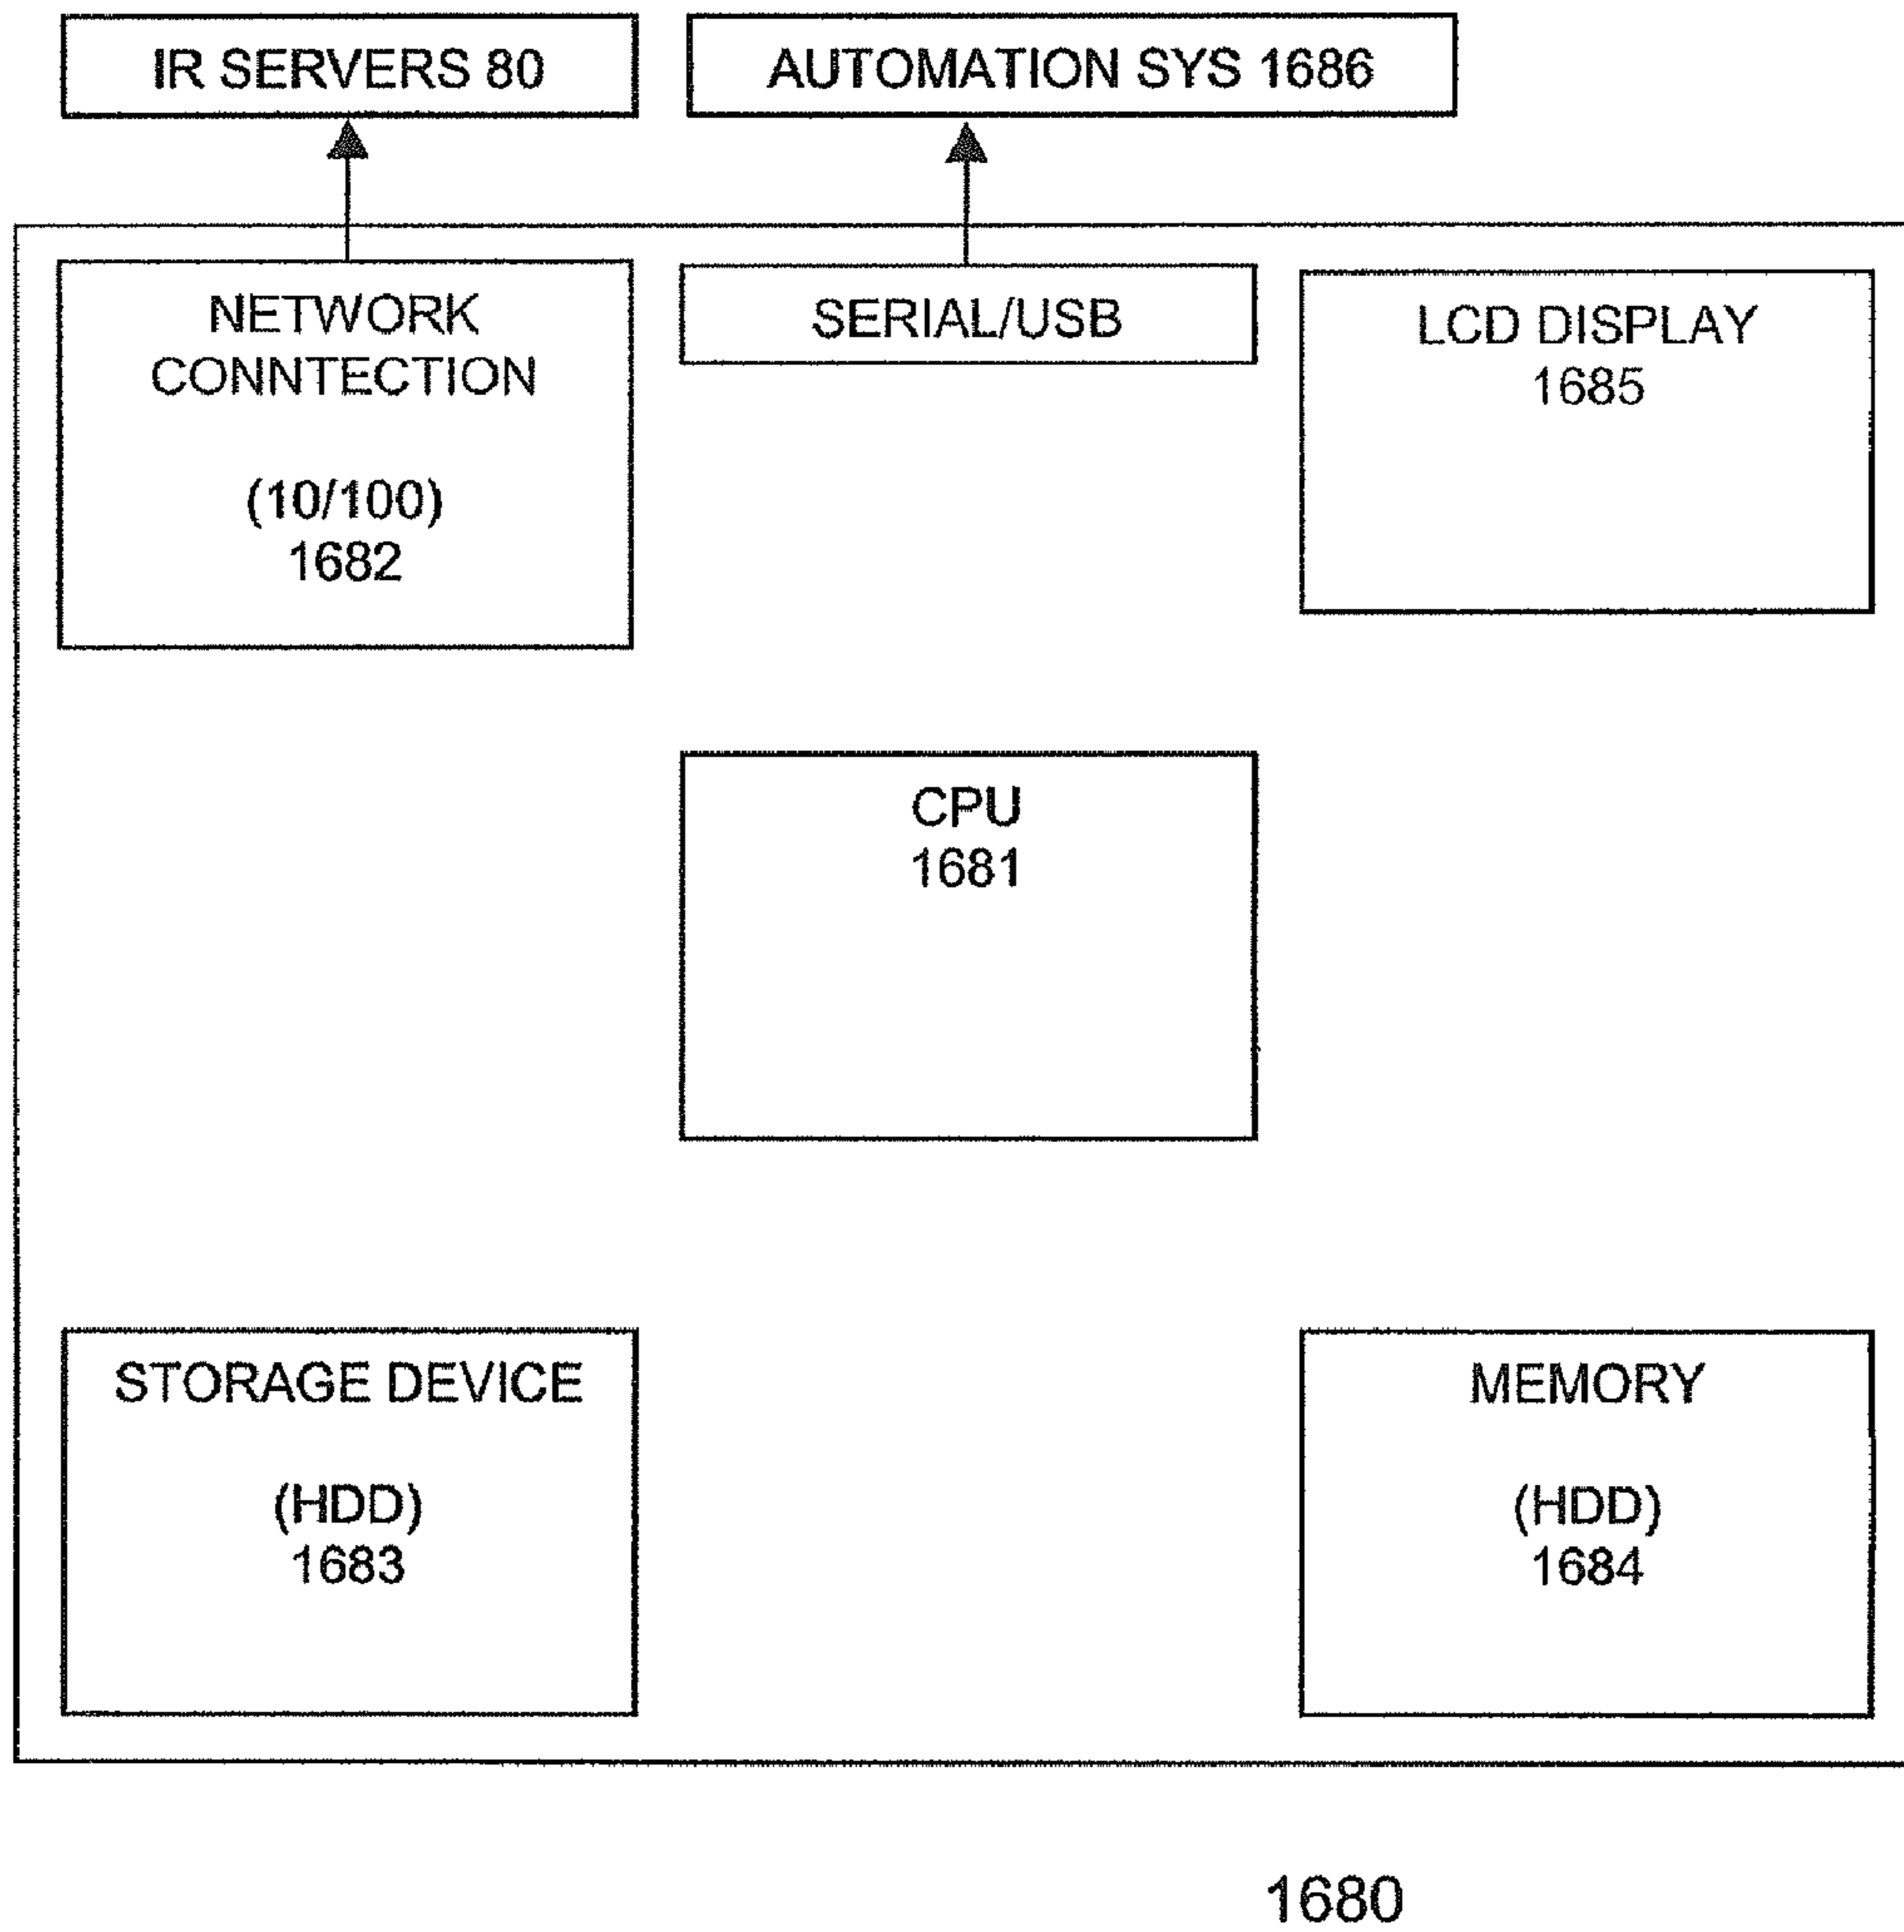 IR SERVERS 80
AUTOMATION SYS 1686
NETWORK
CONNTECTION
(10/100)
1682
SERIAL/USB
LCD DISPLAY
1685
CPU
1681
STORAGE DEVICE
(HDD)
1683
MEMORY
(HDD)
1684
1680